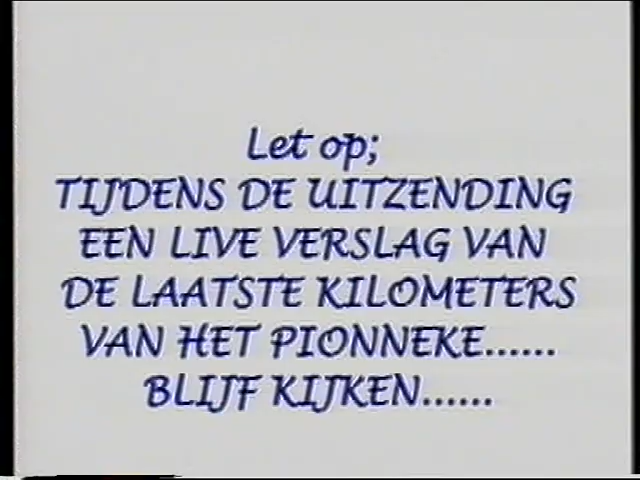 Let op;
TIJDENS DE UITZENDING
EEN LIVE VERSLAG VAN
DE LAATSTE KILOMETERS
VAN HET PIONNEKE......
BLIJF KIJKEN......